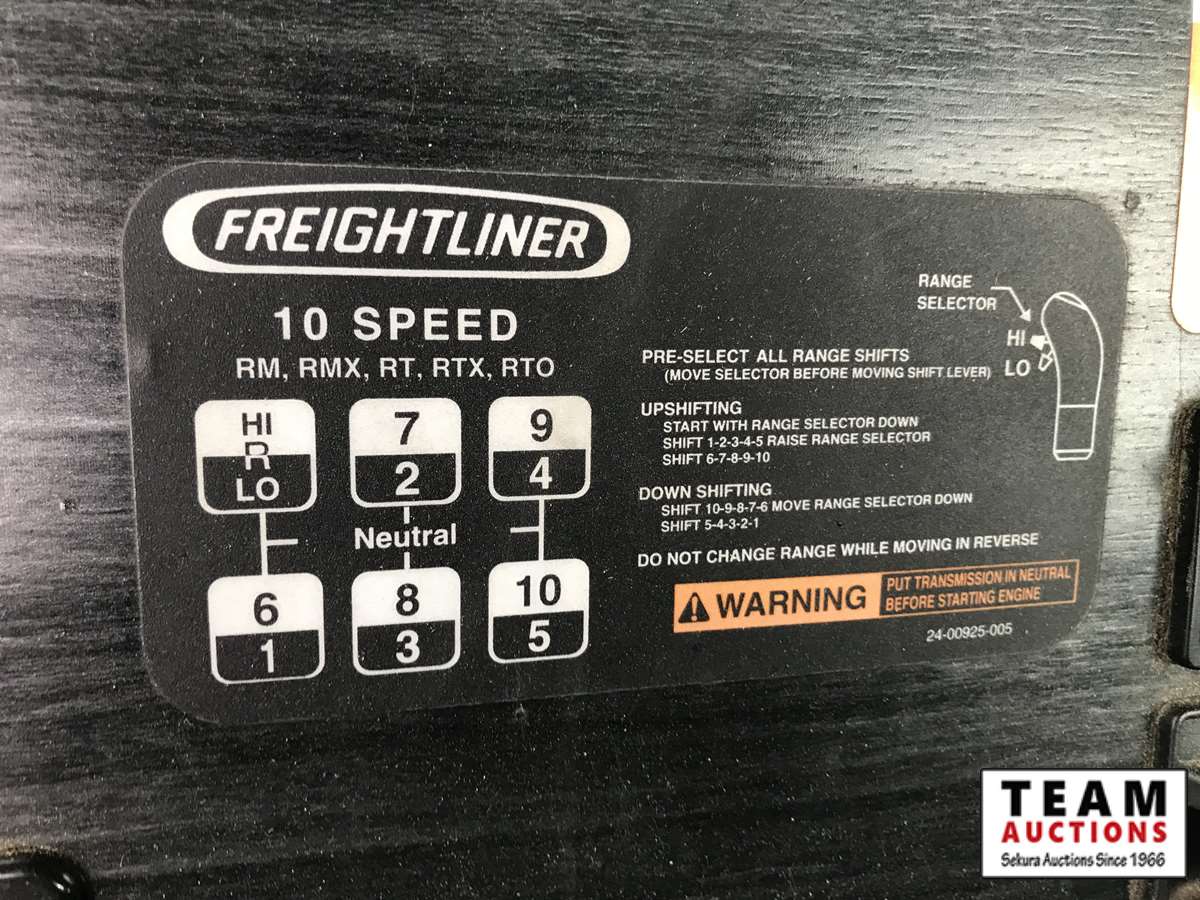 FREIGHTLINER
10 SPEED
RM, RMX, RT, RTX, RTO
HI 7 9
R
LO 2 4
Neutral
6 8 10
1 3 5
RANGE
SELECTOR
HI
LO
PRE-SELECT ALL RANGE SHIFTS
(MOVE SELECTOR BEFORE MOVING SHIFT LEVER)
UPSHIFTING
START WITH RANGE SELECTOR DOWN
SHIFT 1-2-3-4-5 RAISE RANGE SELECTOR
SHIFT 6-7-8-9-10
DOWN SHIFTING
SHIFT 10-9-8-7-6 MOVE RANGE SELECTOR DOWN
SHIFT 5-4-3-2-1
DO NOT CHANGE RANGE WHILE MOVING IN REVERSE
WARNING
PUT TRANSMISSION IN NEUTRAL
BEFORE STARTING ENGINE
24-00925-005
TEAM
AUCTIONS
Sekura Auctions Since 1966